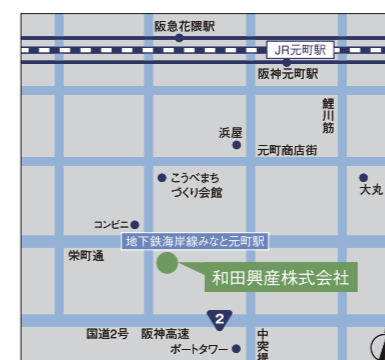 阪急花隈駅
JR元町駅
阪神元町駅
鯉川筋
浜屋
元町商店街
こうべまち
づくり会館
大丸
コンビニ
地下鉄海岸線みなと元町駅
栄町通
和田興産株式会社
2
国道2号 阪神高速
中突堤
ポートタワー